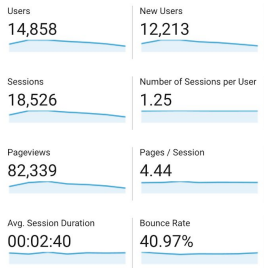 Users
New Users
14,858
12,213
Sessions
Number of Sessions per User
18,526
1.25
Pageviews
Pages / Session
82,339
4.44
Avg. Session Duration
Bounce Rate
00:02:40
40.97%